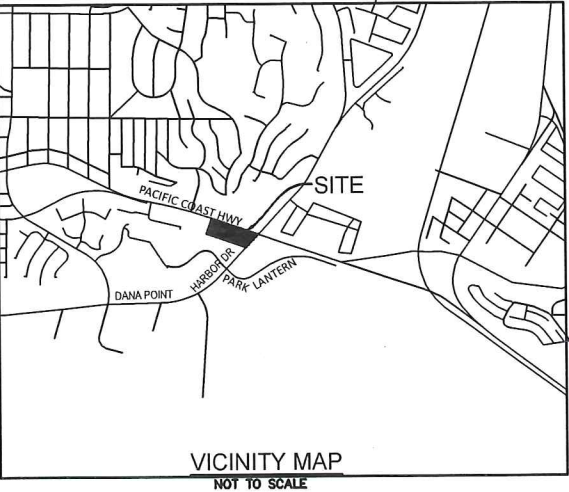 SITE
PACIFIC COAST HWY
HARBOR DR
PARK LANTERN
DANA POINT
VICINITY MAP
NOT TO SCALE